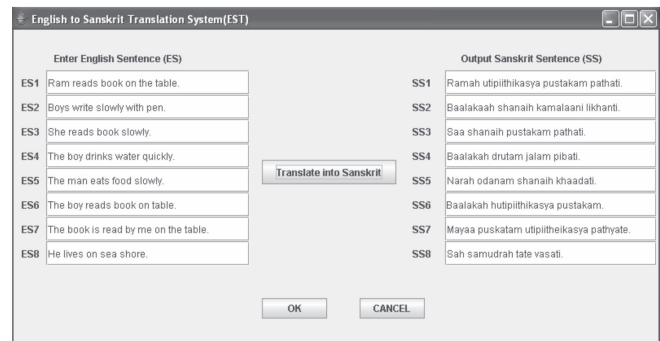 English to Sanskrit Translation System(EST)
Enter English Sentence (ES) Output Sanskrit Sentence (SS)
ES1 Ram reads book on the table. SS1 Ramah utipiithikasya pustakam pathati.
ES2 Boys write slowly with pen. SS2 Baalakaah shanaih kamalaani likhanti.
ES3 She reads book slowly. SS3 Saa shanaih pustakam pathati.
ES4 The boy drinks water quickly. SS4 Baalakah drutam jalam pibati.
Translate into Sanskrit
ES5 The man eats food slowly. SS5 Narah odanam shanaih khaadati.
ES6 The boy reads book on table. SS6 Baalakah hutipiithikasya pustakam.
ES7 The book is read by me on the table. SS7 Mayaa puskatam utipiitheikasya pathyate.
ES8 He lives on sea shore. SS8 Sah samudrah tate vasati.
OK CANCEL